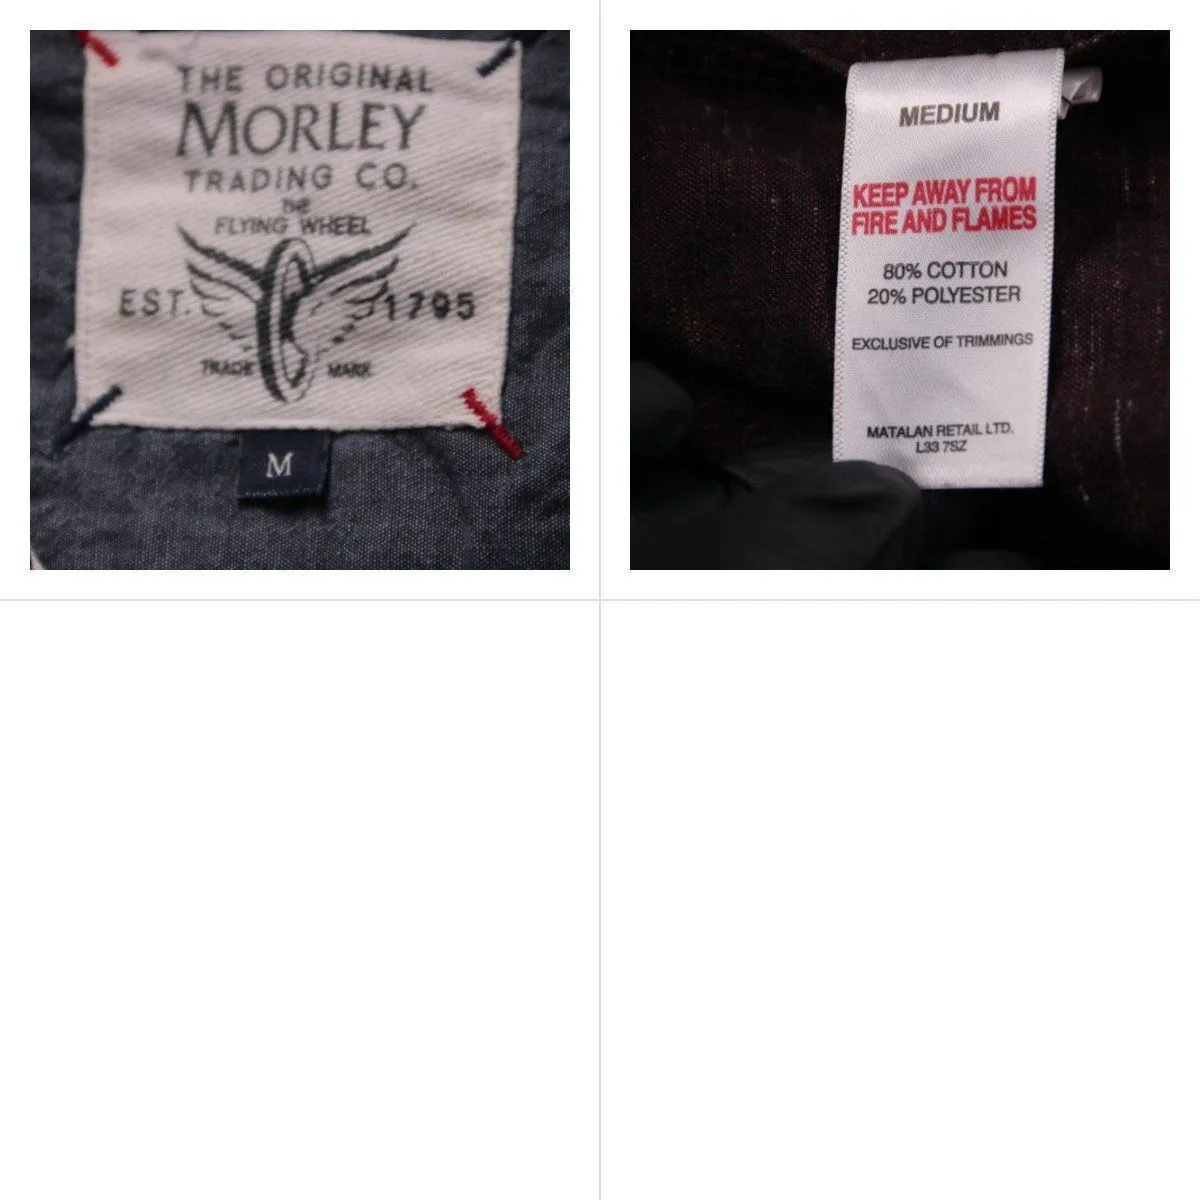 THE ORIGINAL
MORLEY
TRADING CO.
THE
FLYING WHEEL
EST. 1795
TRADE MARK
M
MEDIUM
KEEP AWAY FROM
FIRE AND FLAMES
80% COTTON
20% POLYESTER
EXCLUSIVE OF TRIMMINGS
MATALAN RETAIL LTD.
L33 7SZ